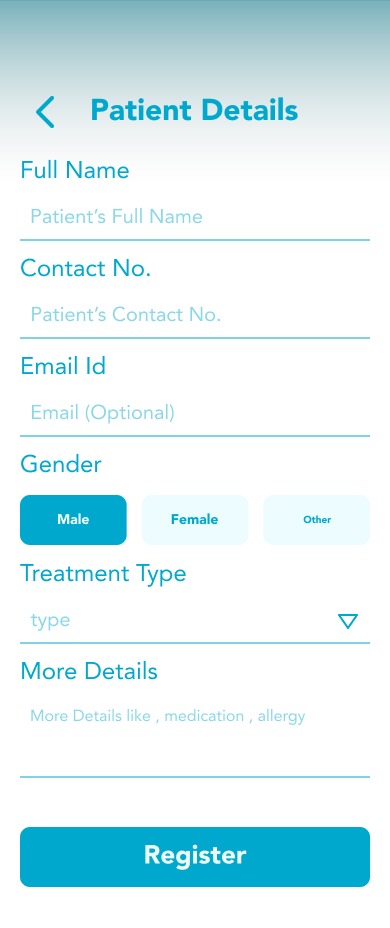 Patient Details
Full Name
Patient’s Full Name
Contact No.
Patient’s Contact No.
Email Id
Email (Optional)
Gender
Male Female Other
Treatment Type
type
More Details
More Details like , medication , allergy
Register